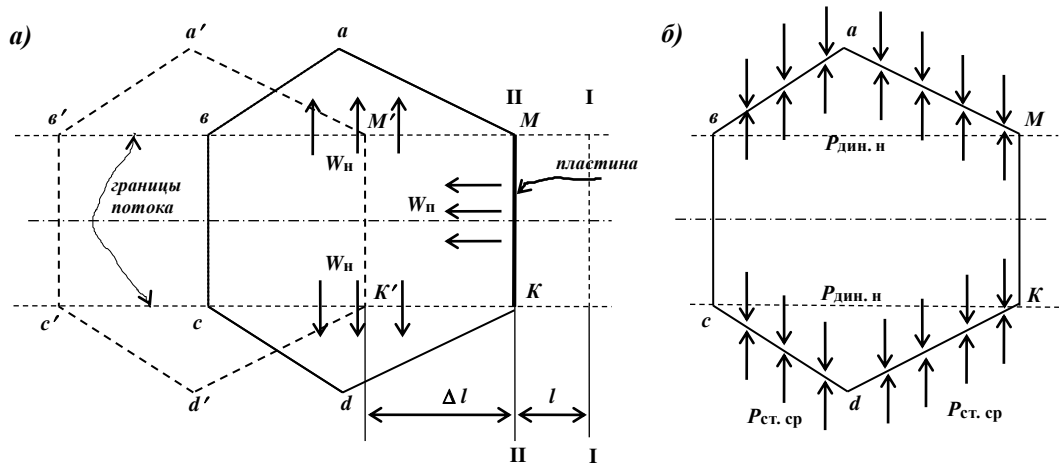 а)
а'
а
II
I
б)
а
в'
в
М'
М
в
М
Wн
Pдин. н
пластина
границы
потока
Wп
Wн
К'
К
Pдин. н
К
с'
с
с
d'
d
Δ l
l
Pст. ср
d
Pст. ср
II
I